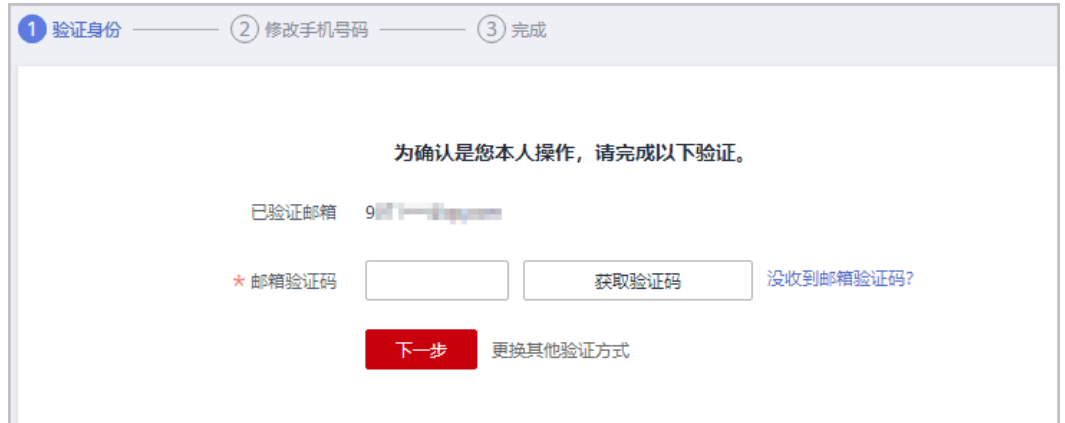 1 验证身份 2 修改手机号码 3 完成
为确认是您本人操作，请完成以下验证。
已验证邮箱 9
* 邮箱验证码 获取验证码 没收到邮箱验证码?
下一步 更换其他验证方式